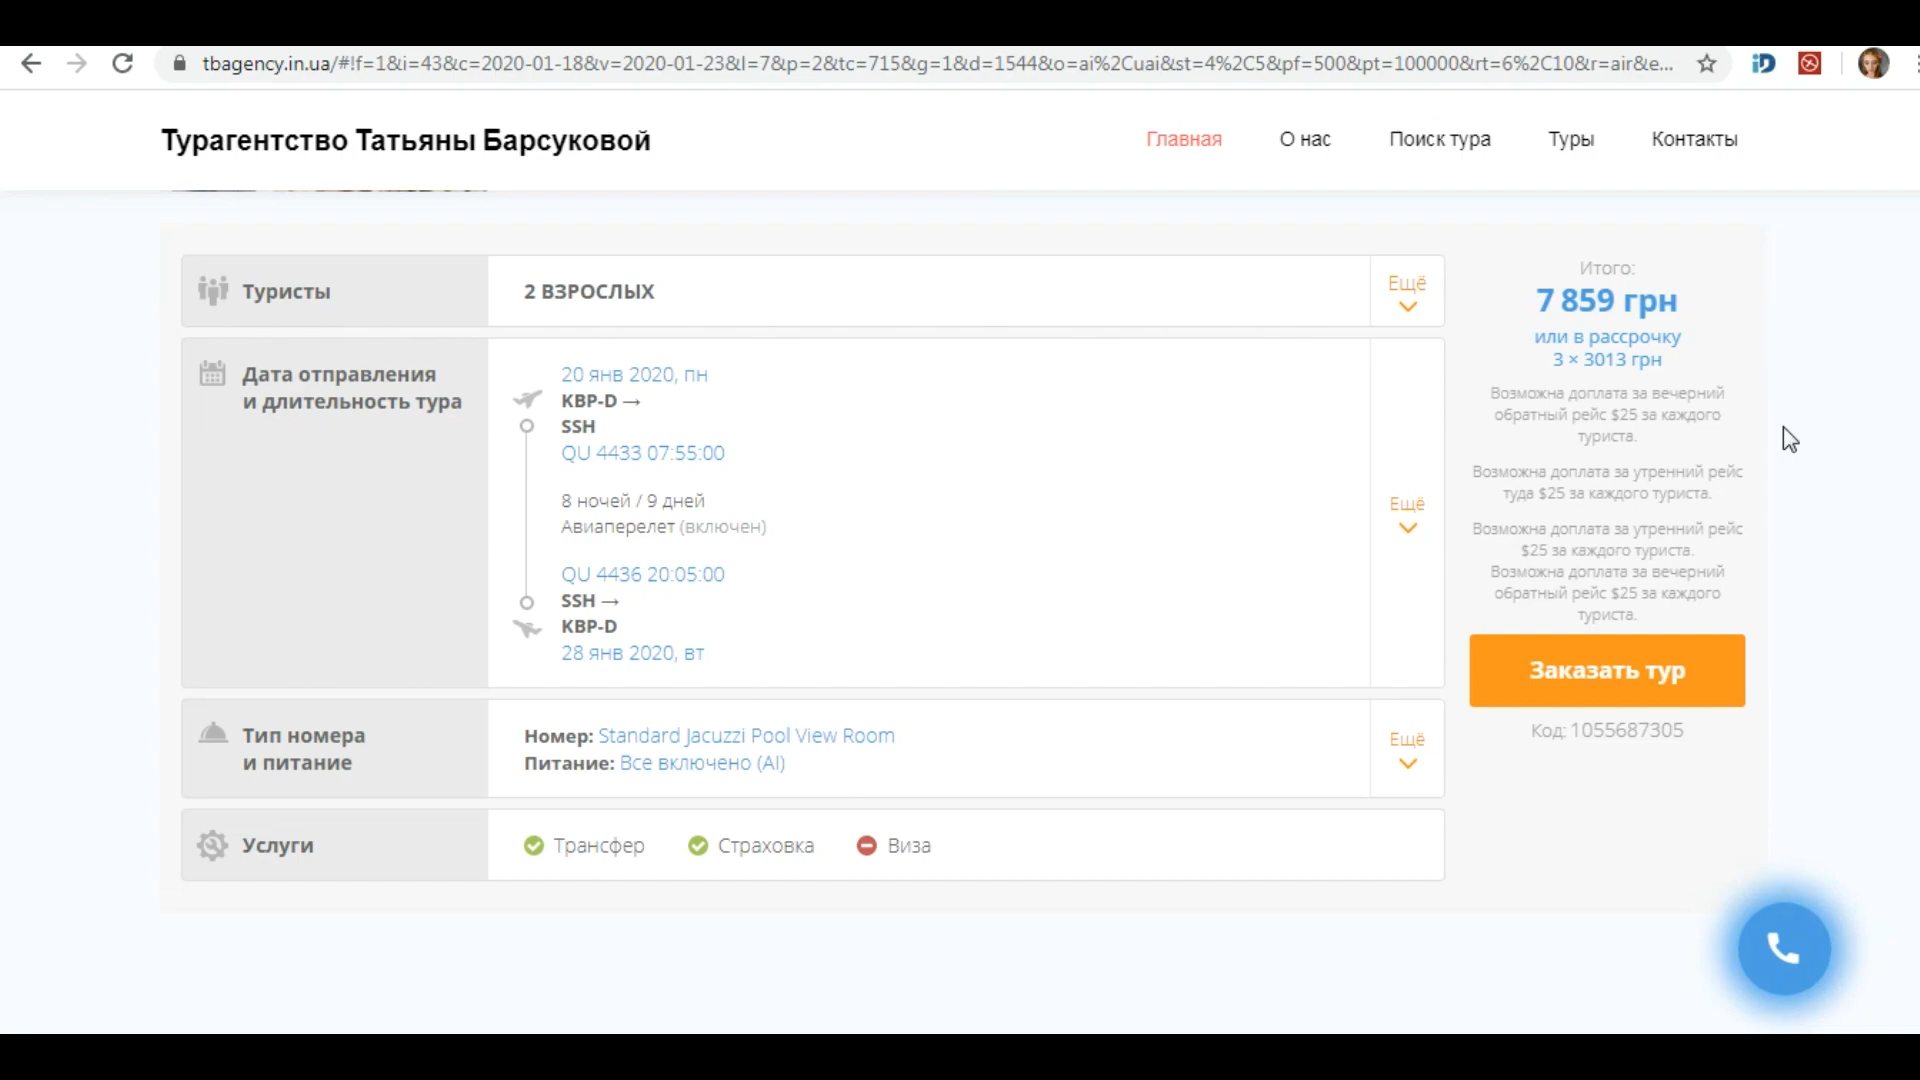 tbagency.in.ua/#!f=1&i=43&c=2020-01-18&v=2020-01-23&l=7&p=2&tc=715&g=1&d=1544&o=ai%2Cuai&st=4%2C5&pf=500&pt=100000&rt=6%2C10&r=air&e...
Турагентство Татьяны Барсуковой
Главная
О нас
Поиск тура
Туры
Контакты
Туристы
2 ВЗРОСЛЫХ
Ещё
Дата отправления
и длительность тура
20 янв 2020, пн
KBP-D →
SSH
QU 4433 07:55:00
8 ночей / 9 дней
Авиаперелет (включен)
QU 4436 20:05:00
SSH →
KBP-D
28 янв 2020, вт
Ещё
Тип номера
и питание
Номер: Standard Jacuzzi Pool View Room
Питание: Все включено (AI)
Ещё
Услуги
Трансфер
Страховка
Виза
Итого:
7 859 грн
или в рассрочку
3 × 3013 грн
Возможна доплата за вечерний
обратный рейс $25 за каждого
туриста.
Возможна доплата за утренний рейс
туда $25 за каждого туриста.
Возможна доплата за утренний рейс
$25 за каждого туриста.
Возможна доплата за вечерний
обратный рейс $25 за каждого
туриста.
Заказать тур
Код: 1055687305